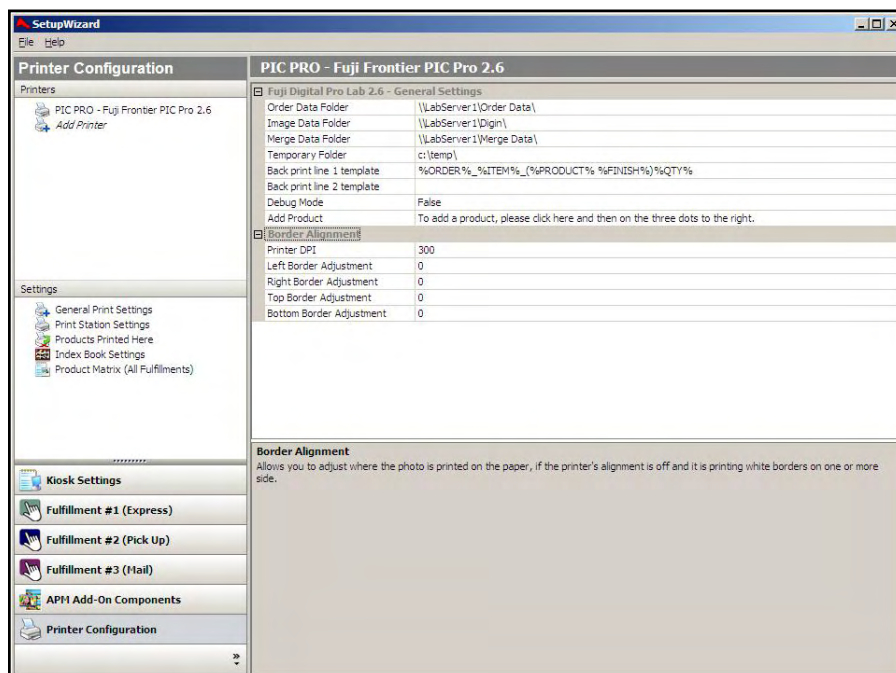 SetupWizard
File Help
Printer Configuration
Printers
PIC PRO - Fuji Frontier PIC Pro 2.6
Add Printer
Settings
General Print Settings
Print Station Settings
Products Printed Here
Index Book Settings
Product Matrix (All Fulfillments)
Kiosk Settings
Fulfillment #1 (Express)
Fulfillment #2 (Pick Up)
Fulfillment #3 (Mail)
APM Add-On Components
Printer Configuration
PIC PRO - Fuji Frontier PIC Pro 2.6
Fuji Digital Pro Lab 2.6 - General Settings
Order Data Folder \\LabServer1\Order Data\
Image Data Folder \\LabServer1\Digin\
Merge Data Folder \\LabServer1\Merge Data\
Temporary Folder c:\temp\
Back print line 1 template %ORDER%_%ITEM%_(%PRODUCT% %FINISH%)%QTY%
Back print line 2 template
Debug Mode False
Add Product To add a product, please click here and then on the three dots to the right.
Border Alignment
Printer DPI 300
Left Border Adjustment 0
Right Border Adjustment 0
Top Border Adjustment 0
Bottom Border Adjustment 0
Border Alignment
Allows you to adjust where the photo is printed on the paper, if the printer's alignment is off and it is printing white borders on one or more
side.